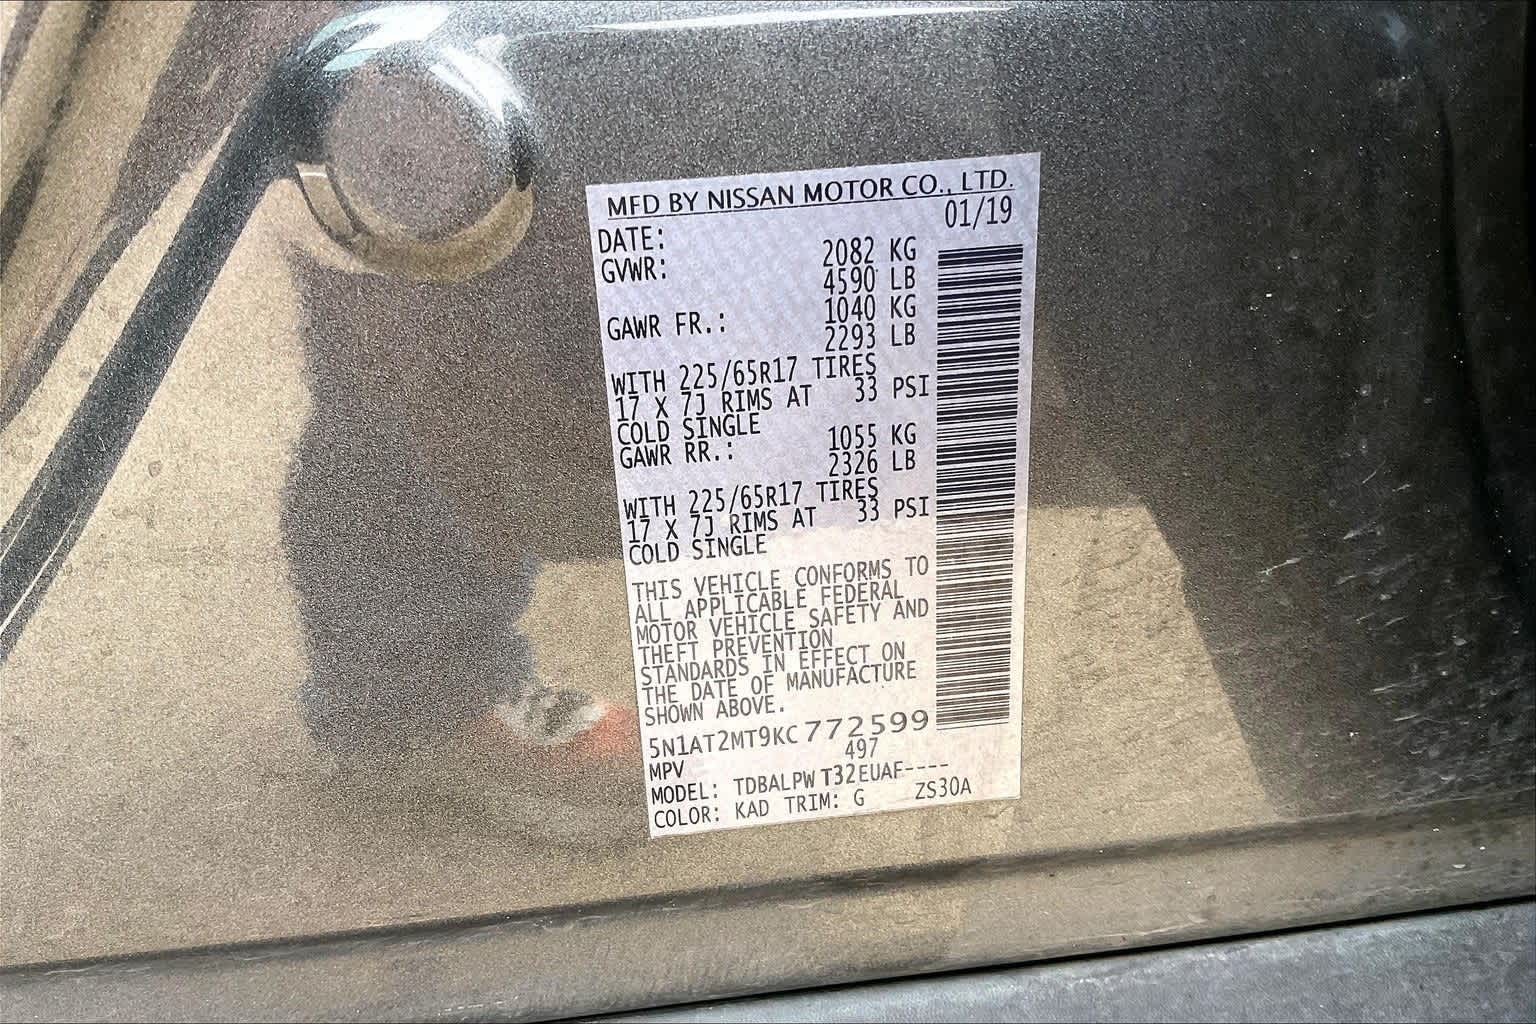 MFD BY NISSAN MOTOR CO., LTD.
DATE: 01/19
GVWR: 2082 KG
4590 LB
GAWR FR.: 1040 KG
2293 LB
WITH 225/65R17 TIRES
17 X 7J RIMS AT 33 PSI
COLD SINGLE
GAWR RR.: 1055 KG
2326 LB
WITH 225/65R17 TIRES
17 X 7J RIMS AT 33 PSI
COLD SINGLE
THIS VEHICLE CONFORMS TO
ALL APPLICABLE FEDERAL
MOTOR VEHICLE SAFETY AND
THEFT PREVENTION
STANDARDS IN EFFECT ON
THE DATE OF MANUFACTURE
SHOWN ABOVE.
5N1AT2MT9KC772599
MPV 497
MODEL: TDBALPWT32EUAF----
COLOR: KAD TRIM: G ZS30A